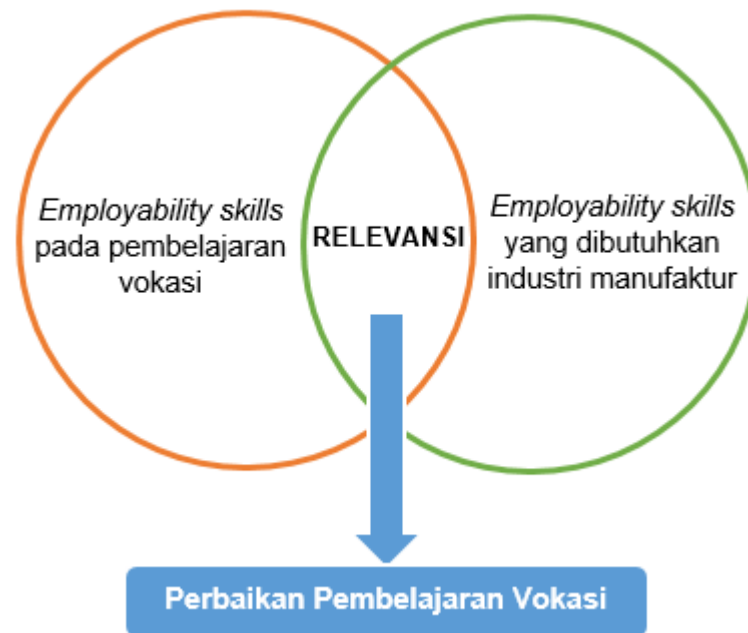 Employability skills
pada pembelajaran
vokasi
RELEVANSI
Employability skills
yang dibutuhkan
industri manufaktur
Perbaikan Pembelajaran Vokasi